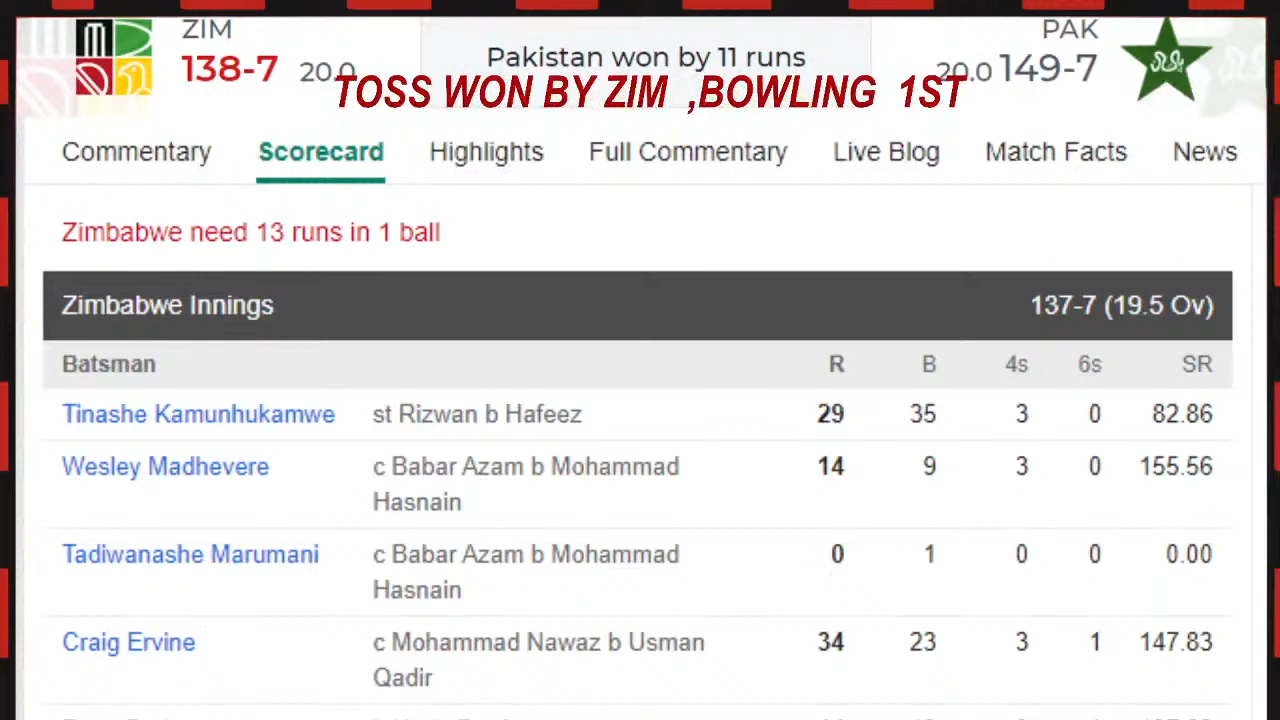 ZIM
138-7 20.0
Pakistan won by 11 runs
PAK
20.0 149-7
TOSS WON BY ZIM ,BOWLING 1ST
Commentary Scorecard Highlights Full Commentary Live Blog Match Facts News
Zimbabwe need 13 runs in 1 ball
Zimbabwe Innings 137-7 (19.5 Ov)
Batsman R B 4s 6s SR
Tinashe Kamunhukamwe st Rizwan b Hafeez 29 35 3 0 82.86
Wesley Madhevere c Babar Azam b Mohammad 14 9 3 0 155.56
Hasnain
Tadiwanashe Marumani c Babar Azam b Mohammad 0 1 0 0 0.00
Hasnain
Craig Ervine c Mohammad Nawaz b Usman 34 23 3 1 147.83
Qadir